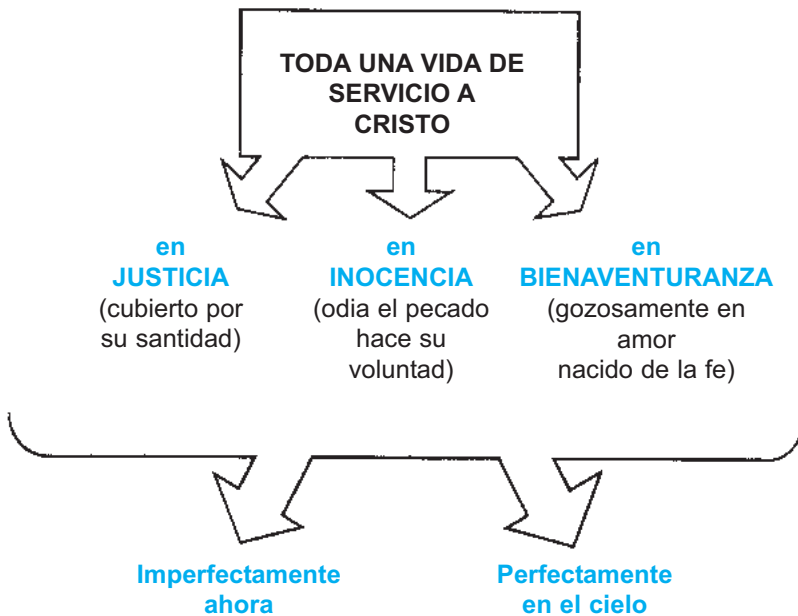 TODA UNA VIDA DE
SERVICIO A
CRISTO
en
JUSTICIA
(cubierto por
su santidad)
en
INOCENCIA
(odia el pecado
hace su
voluntad)
en
BIENAVENTURANZA
(gozosamente en
amor
nacido de la fe)
Imperfectamente
ahora
Perfectamente
en el cielo